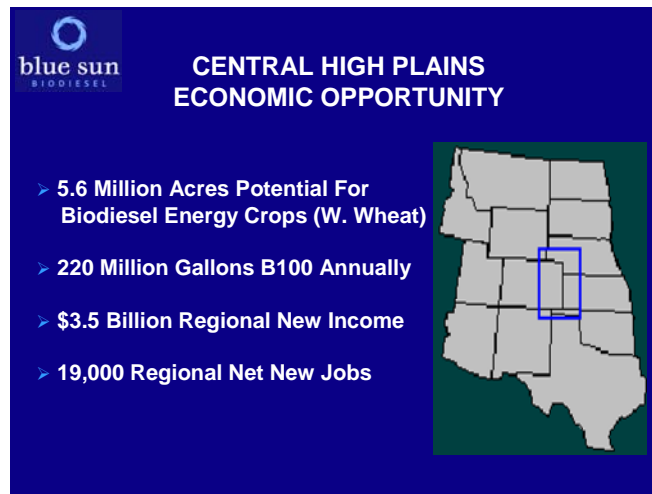 blue sun
BIODIESEL
CENTRAL HIGH PLAINS
ECONOMIC OPPORTUNITY
➢ 5.6 Million Acres Potential For
Biodiesel Energy Crops (W. Wheat)
➢ 220 Million Gallons B100 Annually
➢ $3.5 Billion Regional New Income
➢ 19,000 Regional Net New Jobs